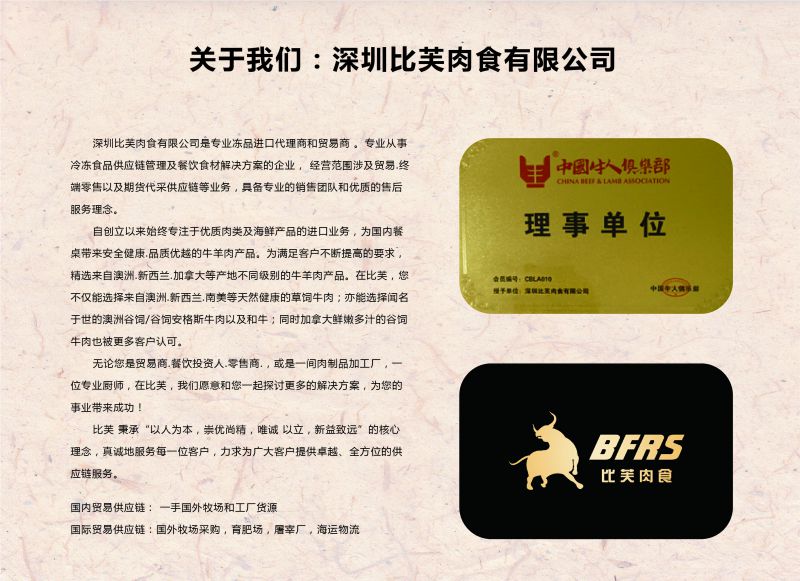 关于我们：深圳比芙肉食有限公司
深圳比芙肉食有限公司是专业冻品进口代理商和贸易商 。专业从事
冷冻食品供应链管理及餐饮食材解决方案的企业， 经营范围涉及贸易.终
端零售以及期货代采供应链等业务，具备专业的销售团队和优质的售后
服务理念。
自创立以来始终专注于优质肉类及海鲜产品的进口业务，为国内餐
桌带来安全健康.品质优越的牛羊肉产品。为满足客户不断提高的要求，
精选来自澳洲.新西兰.加拿大等产地不同级别的牛羊肉产品。在比芙，您
不仅能选择来自澳洲.新西兰.南美等天然健康的草饲牛肉；亦能选择闻名
于世的澳洲谷饲/谷饲安格斯牛肉以及和牛；同时加拿大鲜嫩多汁的谷饲
牛肉也被更多客户认可。
无论您是贸易商.餐饮投资人.零售商.，或是一间肉制品加工厂，一
位专业厨师，在比芙，我们愿意和您一起探讨更多的解决方案，为您的
事业带来成功！
比芙 秉承“以人为本，崇优尚精，唯诚 以立，新益致远”的核心
理念，真诚地服务每一位客户，力求为广大客户提供卓越、全方位的供
应链服务。
国内贸易供应链： 一手国外牧场和工厂货源
国际贸易供应链：国外牧场采购，育肥场，屠宰厂，海运物流
中國牛人俱樂部
CHINA BEEF & LAMB ASSOCIATION
理事单位
会员编号：CBLA010
授予单位：深圳比芙肉食有限公司
中国牛人俱乐部
BFRS
比芙肉食